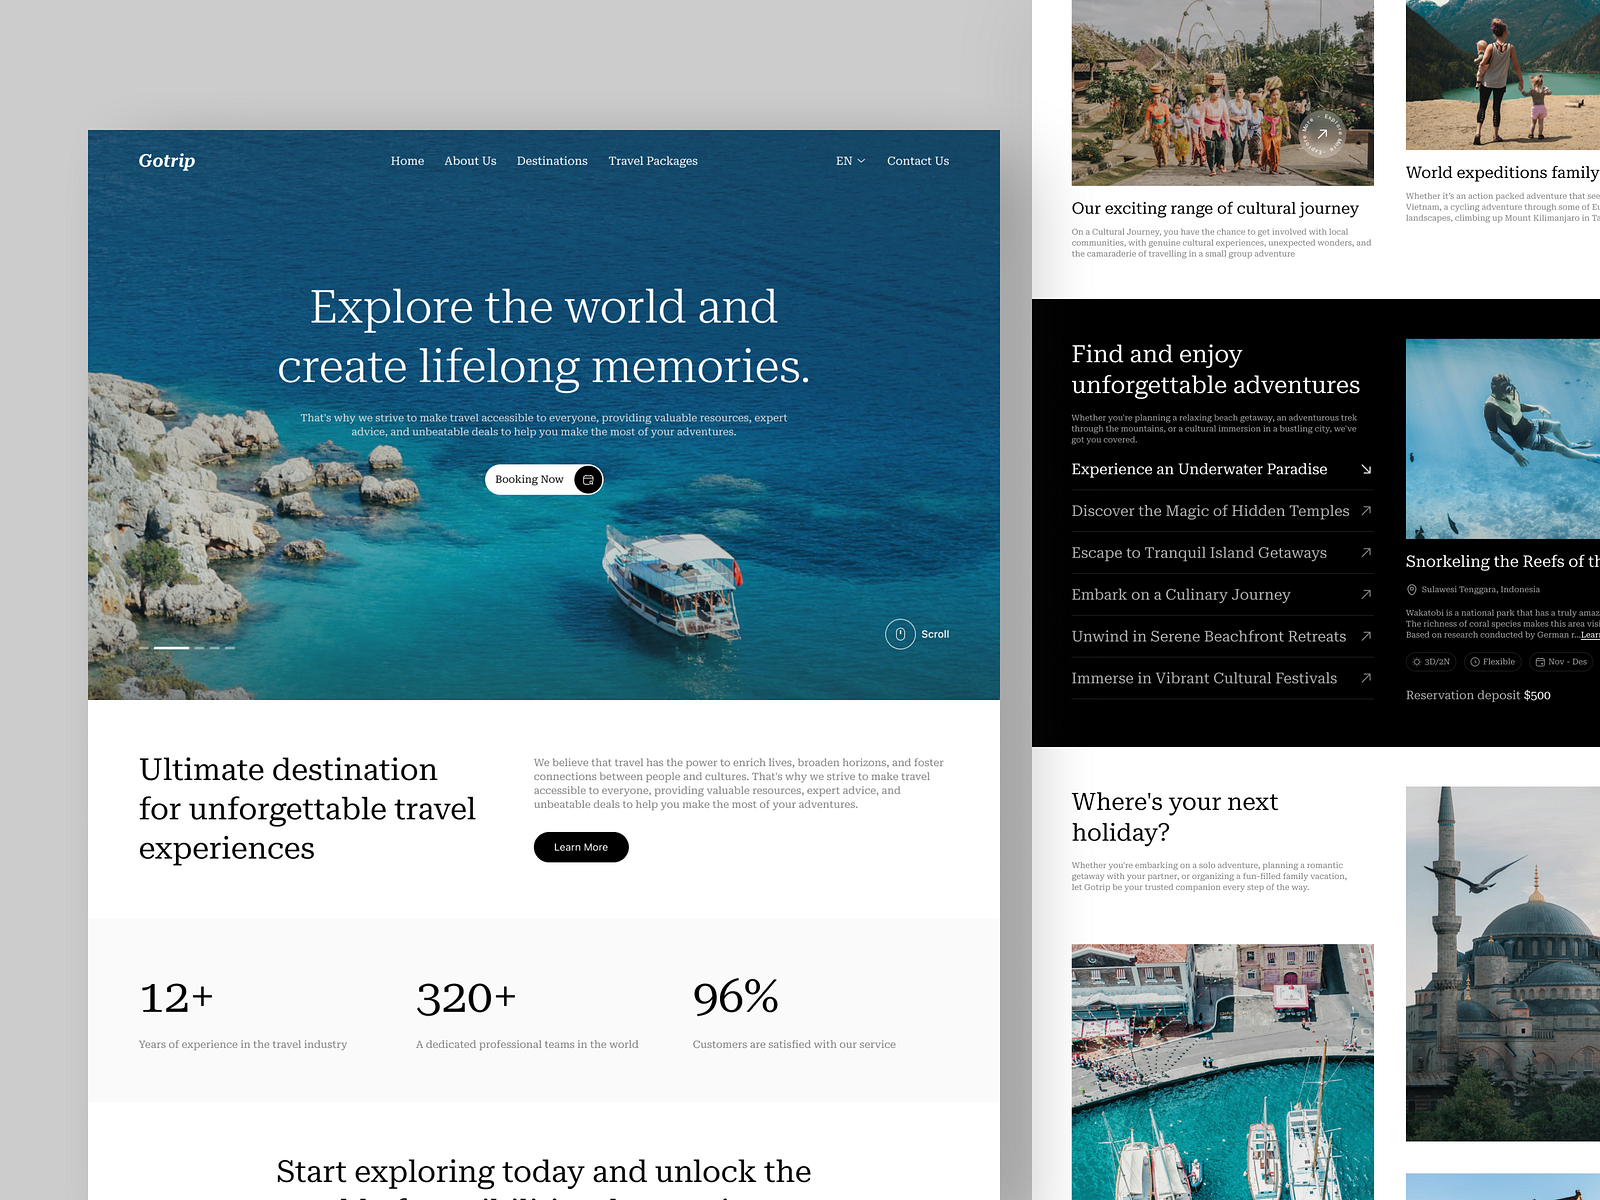 Gotrip
Home
About Us
Destinations
Travel Packages
EN
Contact Us
Explore the world and
create lifelong memories.
That's why we strive to make travel accessible to everyone, providing valuable resources, expert
advice, and unbeatable deals to help you make the most of your adventures.
Booking Now
Scroll
Ultimate destination
for unforgettable travel
experiences
We believe that travel has the power to enrich lives, broaden horizons, and foster
connections between people and cultures. That's why we strive to make travel
accessible to everyone, providing valuable resources, expert advice, and
unbeatable deals to help you make the most of your adventures.
Learn More
12+
Years of experience in the travel industry
320+
A dedicated professional teams in the world
96%
Customers are satisfied with our service
Start exploring today and unlock the
Explore More - Explore More -
Our exciting range of cultural journey
On a Cultural Journey, you have the chance to get involved with local
communities, with genuine cultural experiences, unexpected wonders, and
the camaraderie of travelling in a small group adventure
World expeditions family
Whether it's an action packed adventure that see
Vietnam, a cycling adventure through some of Eu
landscapes, climbing up Mount Kilimanjaro in Ta
Find and enjoy
unforgettable adventures
Whether you're planning a relaxing beach getaway, an adventurous trek
through the mountains, or a cultural immersion in a bustling city, we've
got you covered.
Experience an Underwater Paradise
Discover the Magic of Hidden Temples
Escape to Tranquil Island Getaways
Embark on a Culinary Journey
Unwind in Serene Beachfront Retreats
Immerse in Vibrant Cultural Festivals
Snorkeling the Reefs of th
Sulawesi Tenggara, Indonesia
Wakatobi is a national park that has a truly amaz
The richness of coral species makes this area visi
Based on research conducted by German r...Learn
3D/2N
Flexible
Nov - Des
Reservation deposit $500
Where's your next
holiday?
Whether you're embarking on a solo adventure, planning a romantic
getaway with your partner, or organizing a fun-filled family vacation,
let Gotrip be your trusted companion every step of the way.